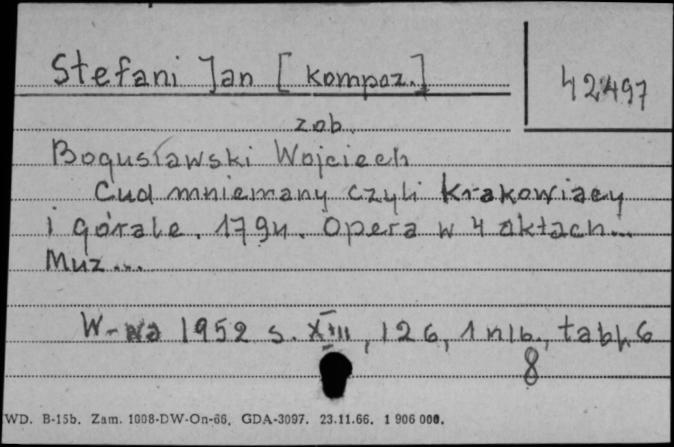 Stefani Jan [kompoz.]
42497
zob.
Bogusławski Wojciech
Cud mniemany czyli Krakowiacy
i górale. 1794. Opera w 4 aktach...
Muz...
W-wa 1952 s. XIII, 126, 1 nlb., tabl. 6
8
WD. B-15b. Zam. 1008-DW-On-66. GDA-3097. 23.11.66. 1 906 000.